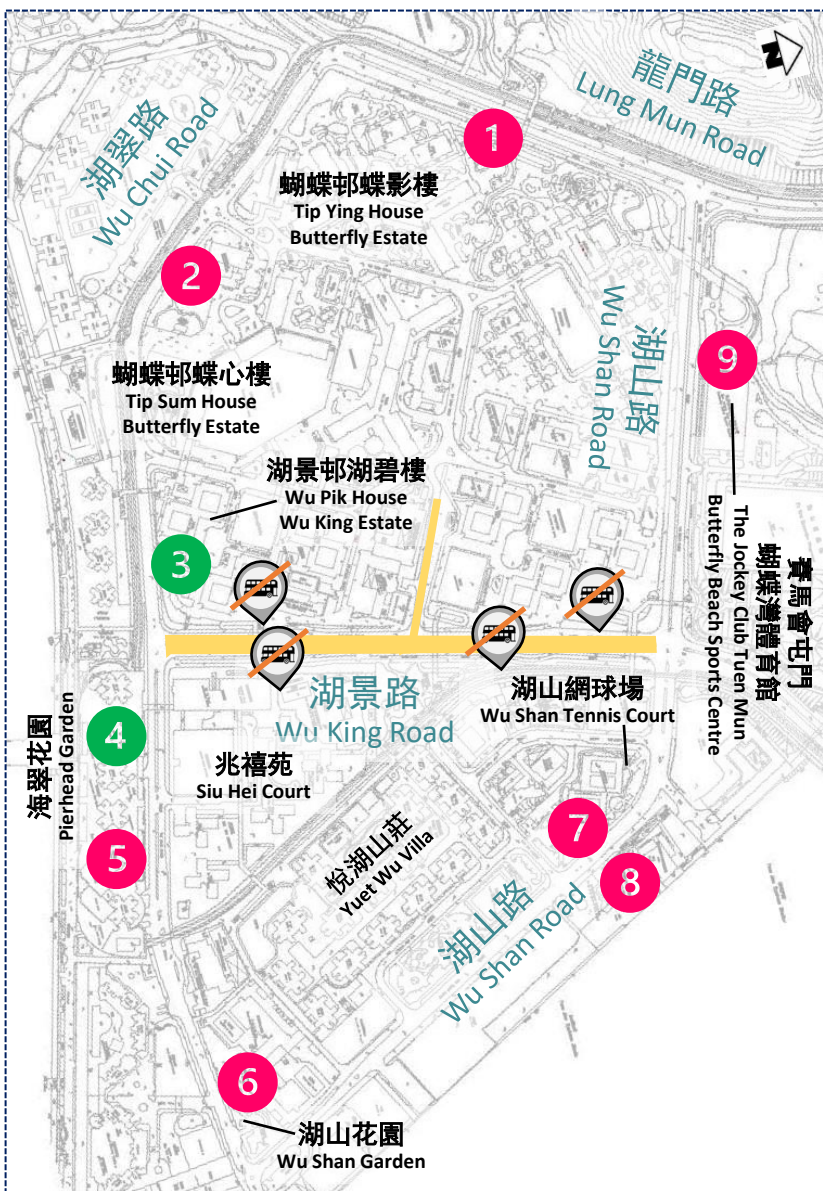 N
龍門路
Lung Mun Road
1
湖翠路
Wu Chui Road
蝴蝶邨蝶影樓
Tip Ying House
Butterfly Estate
2
湖山路
Wu Shan Road
9
蝴蝶邨蝶心樓
Tip Sum House
Butterfly Estate
湖景邨湖碧樓
Wu Pik House
Wu King Estate
3
賽馬會屯門
蝴蝶灣體育館
The Jockey Club Tuen Mun
Butterfly Beach Sports Centre
湖景路
Wu King Road
湖山網球場
Wu Shan Tennis Court
海翠花園
Pierhead Garden
4
兆禧苑
Siu Hei Court
5
悅湖山莊
Yuet Wu Villa
7
8
湖山路
Wu Shan Road
6
湖山花園
Wu Shan Garden